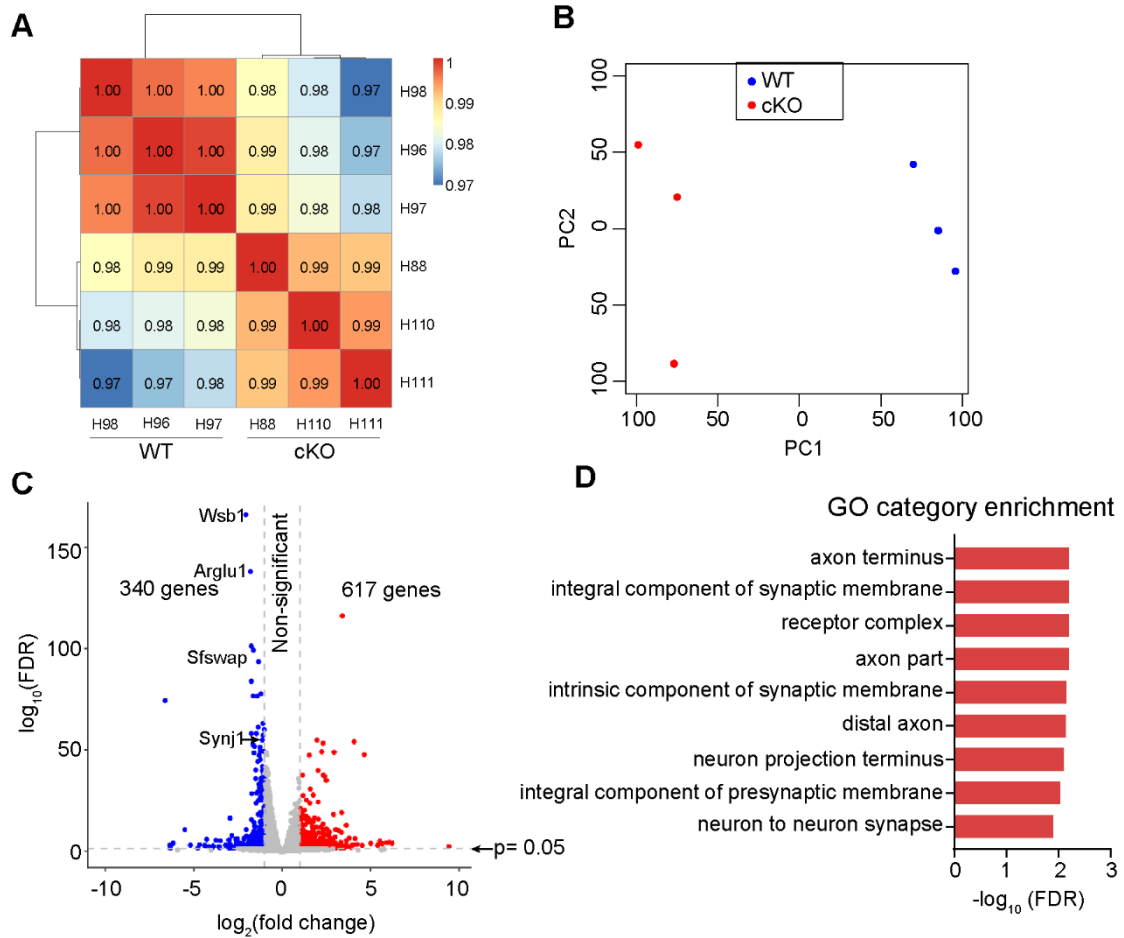 A
1.00 1.00 1.00 0.98 0.98 0.97 H98
1.00 1.00 1.00 0.99 0.98 0.97 H96
1.00 1.00 1.00 0.99 0.98 0.98 H97
0.98 0.99 0.99 1.00 0.99 0.99 H88
0.98 0.98 0.98 0.99 1.00 0.99 H110
0.97 0.97 0.98 0.99 0.99 1.00 H111
H98 H96 H97 H88 H110 H111
WT cKO
1
0.99
0.98
0.97
B
WT
cKO
100
50
0
50
100
PC2
100 50 0 50 100
PC1
C
Wsb1
Arglu1
340 genes
Sfswap
Synj1
Non-significant
617 genes
150
100
50
0
log10(FDR)
p= 0.05
-10 -5 0 5 10
log2(fold change)
D
GO category enrichment
axon terminus
integral component of synaptic membrane
receptor complex
axon part
intrinsic component of synaptic membrane
distal axon
neuron projection terminus
integral component of presynaptic membrane
neuron to neuron synapse
0 1 2 3
-log10 (FDR)